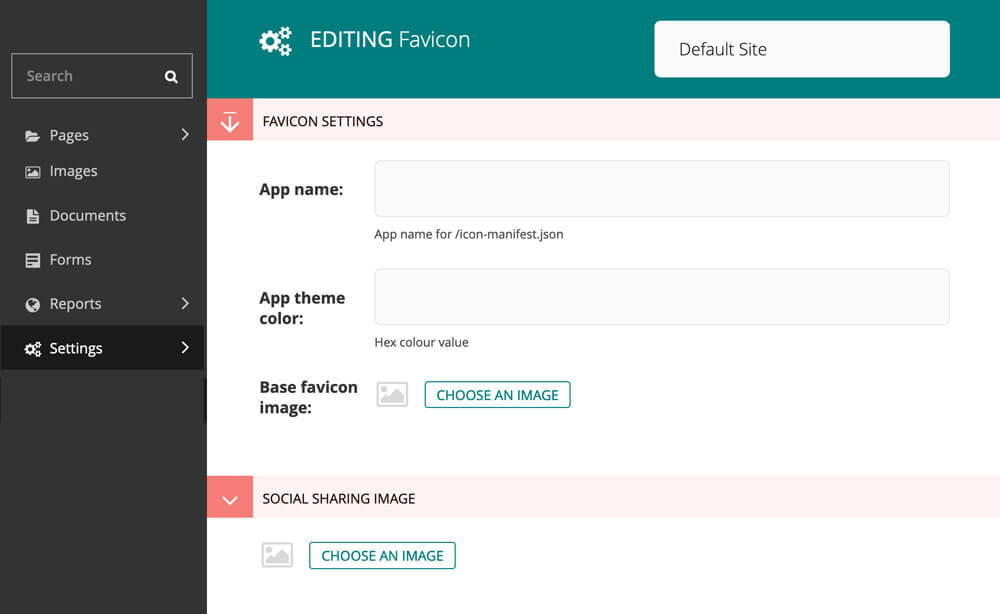 Search
Pages
Images
Documents
Forms
Reports
Settings
EDITING Favicon
Default Site
FAVICON SETTINGS
App name:
App name for /icon-manifest.json
App theme
color:
Hex colour value
Base favicon
image:
CHOOSE AN IMAGE
SOCIAL SHARING IMAGE
CHOOSE AN IMAGE